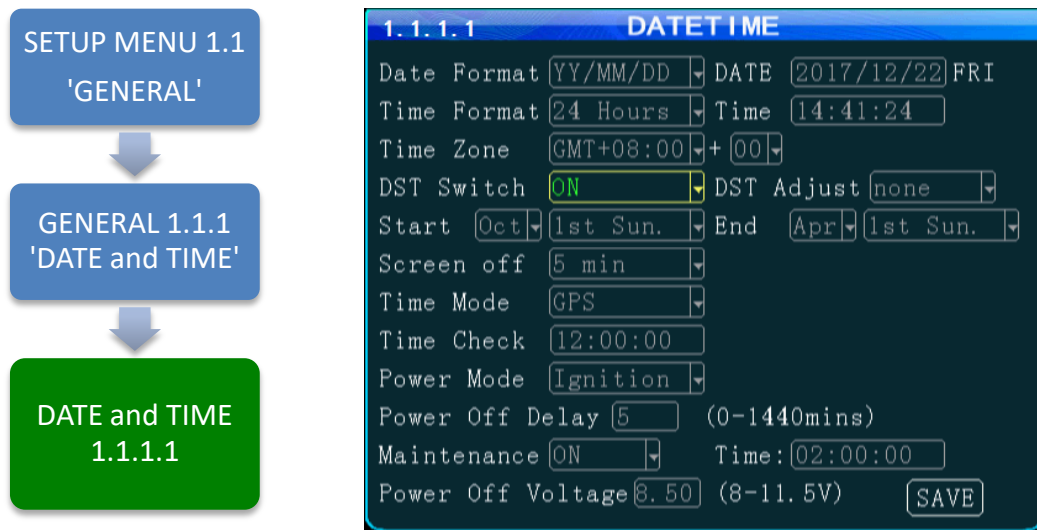 SETUP MENU 1.1
'GENERAL'
GENERAL 1.1.1
'DATE and TIME'
DATE and TIME
1.1.1.1
1.1.1.1 DATETIME
Date Format YY/MM/DD DATE 2017/12/22 FRI
Time Format 24 Hours Time 14:41:24
Time Zone GMT+08:00 + 00
DST Switch ON DST Adjust none
Start Oct 1st Sun. End Apr 1st Sun.
Screen off 5 min
Time Mode GPS
Time Check 12:00:00
Power Mode Ignition
Power Off Delay 5 (0-1440mins)
Maintenance ON Time: 02:00:00
Power Off Voltage 8.50 (8-11.5V) SAVE